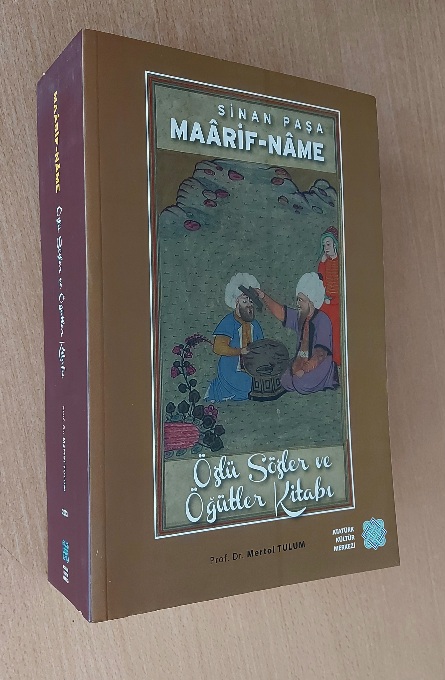 SİNAN PAŞA
MAÂRİF-NÂME
Özlü Sözler ve
Öğütler Kitabı
Prof. Dr. Mertol TULUM
ATATÜRK
KÜLTÜR
MERKEZİ
MAÂRİF-NÂME
Özlü Sözler ve Öğütler Kitabı